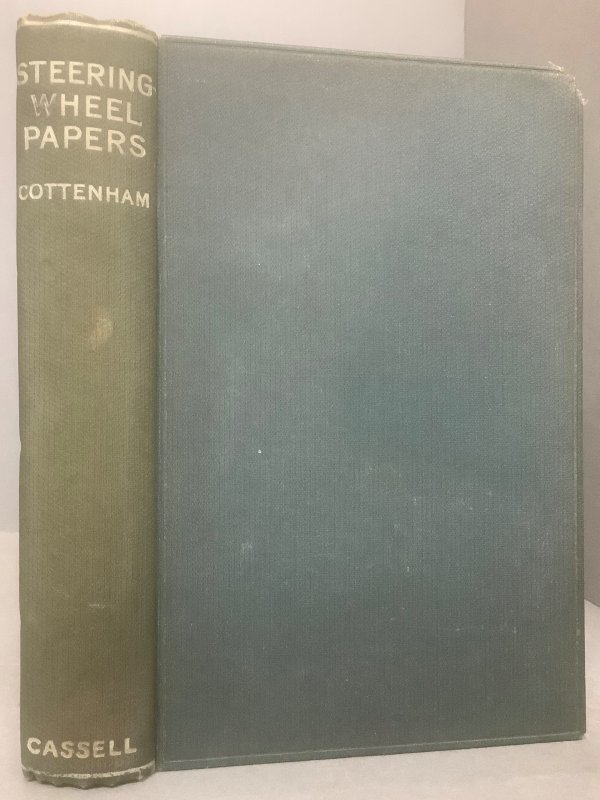 STEERING-
WHEEL
PAPERS
COTTENHAM
CASSELL